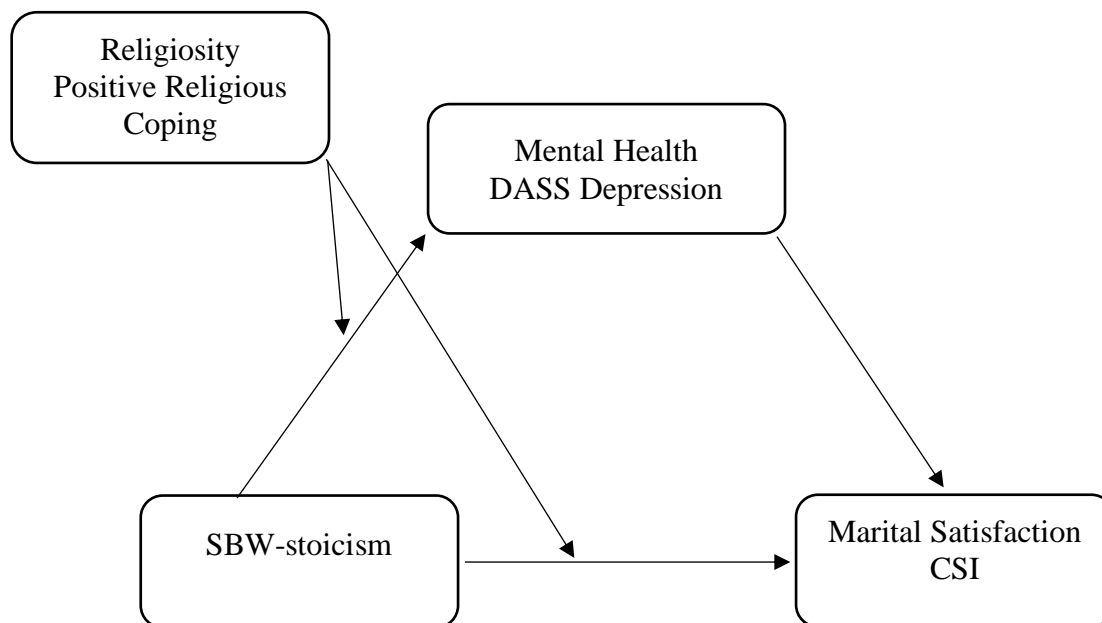 Religiosity
Positive Religious
Coping
Mental Health
DASS Depression
SBW-stoicism
Marital Satisfaction
CSI